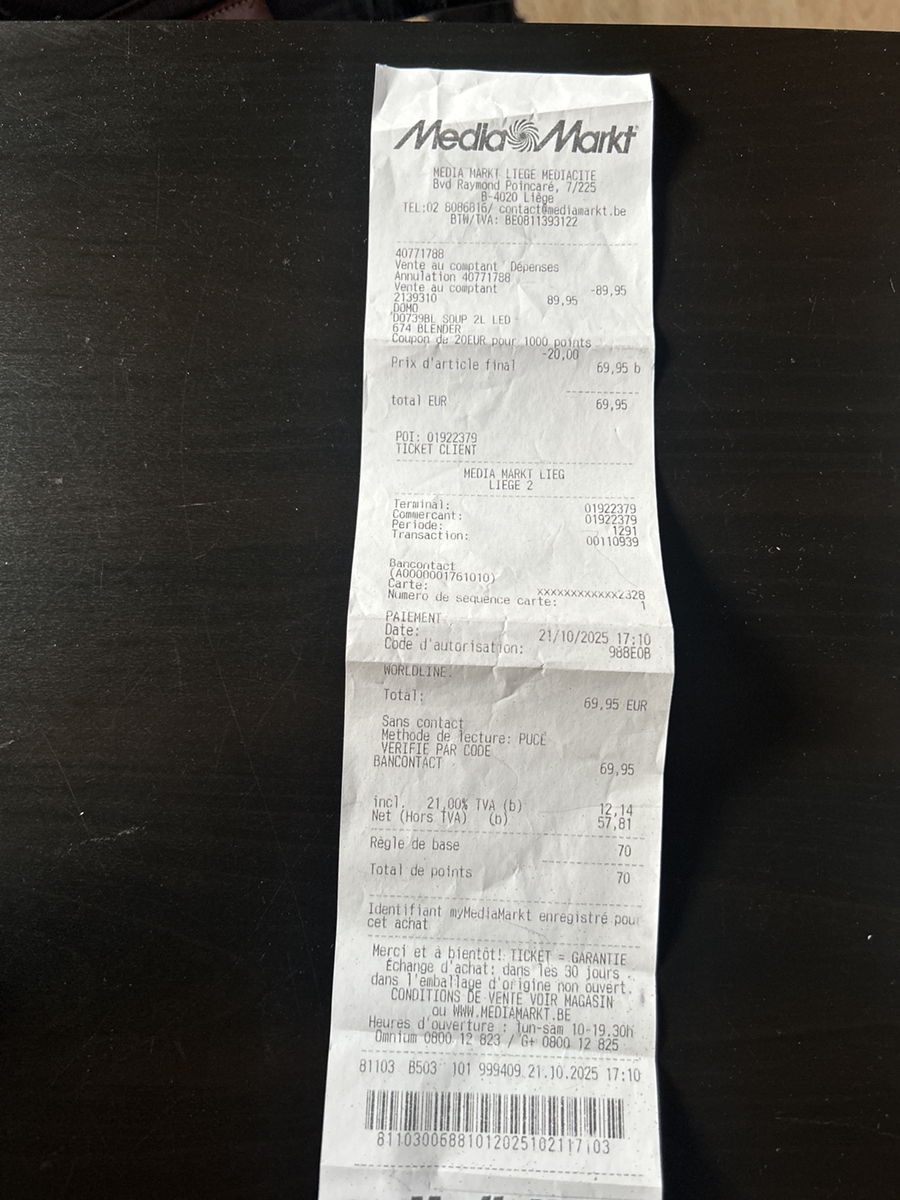 Media Markt
MEDIA MARKT LIEGE MEDIACITE
Bvd Raymond Poincaré, 7/225
B-4020 Liège
TEL:02 8086816/ contact@mediamarkt.be
BTW/TVA: BE0811393122
40771788
Vente au comptant Dépenses
Annulation 40771788
Vente au comptant -89,95
2139310 89,95
DOMO
DO739BL SOUP 2L LED
674 BLENDER
Coupon de 20EUR pour 1000 points
-20,00
Prix d'article final 69,95 b
total EUR 69,95
POI: 01922379
TICKET CLIENT
MEDIA MARKT LIEG
LIEGE 2
Terminal: 01922379
Commercant: 01922379
Periode: 1291
Transaction: 00110939
Bancontact
(A0000001761010)
Carte: xxxxxxxxxxxxx2328
Numero de sequence carte: 1
PAIEMENT
Date: 21/10/2025 17:10
Code d'autorisation: 988E0B
WORLDLINE
Total: 69,95 EUR
Sans contact
Methode de lecture: PUCE
VERIFIE PAR CODE
BANCONTACT 69,95
incl. 21,00% TVA (b) 12,14
Net (Hors TVA) (b) 57,81
Règle de base 70
Total de points 70
Identifiant myMediaMarkt enregistré pour
cet achat
Merci et à bientôt! TICKET = GARANTIE
Échange d'achat: dans les 30 jours
dans l'emballage d'origine non ouvert.
CONDITIONS DE VENTE VOIR MAGASIN
ou WWW.MEDIAMARKT.BE
Heures d'ouverture : lun-sam 10-19.30h
Omnium 0800 12 823 / G+ 0800 12 825
81103 B503 101 999409 21.10.2025 17:10